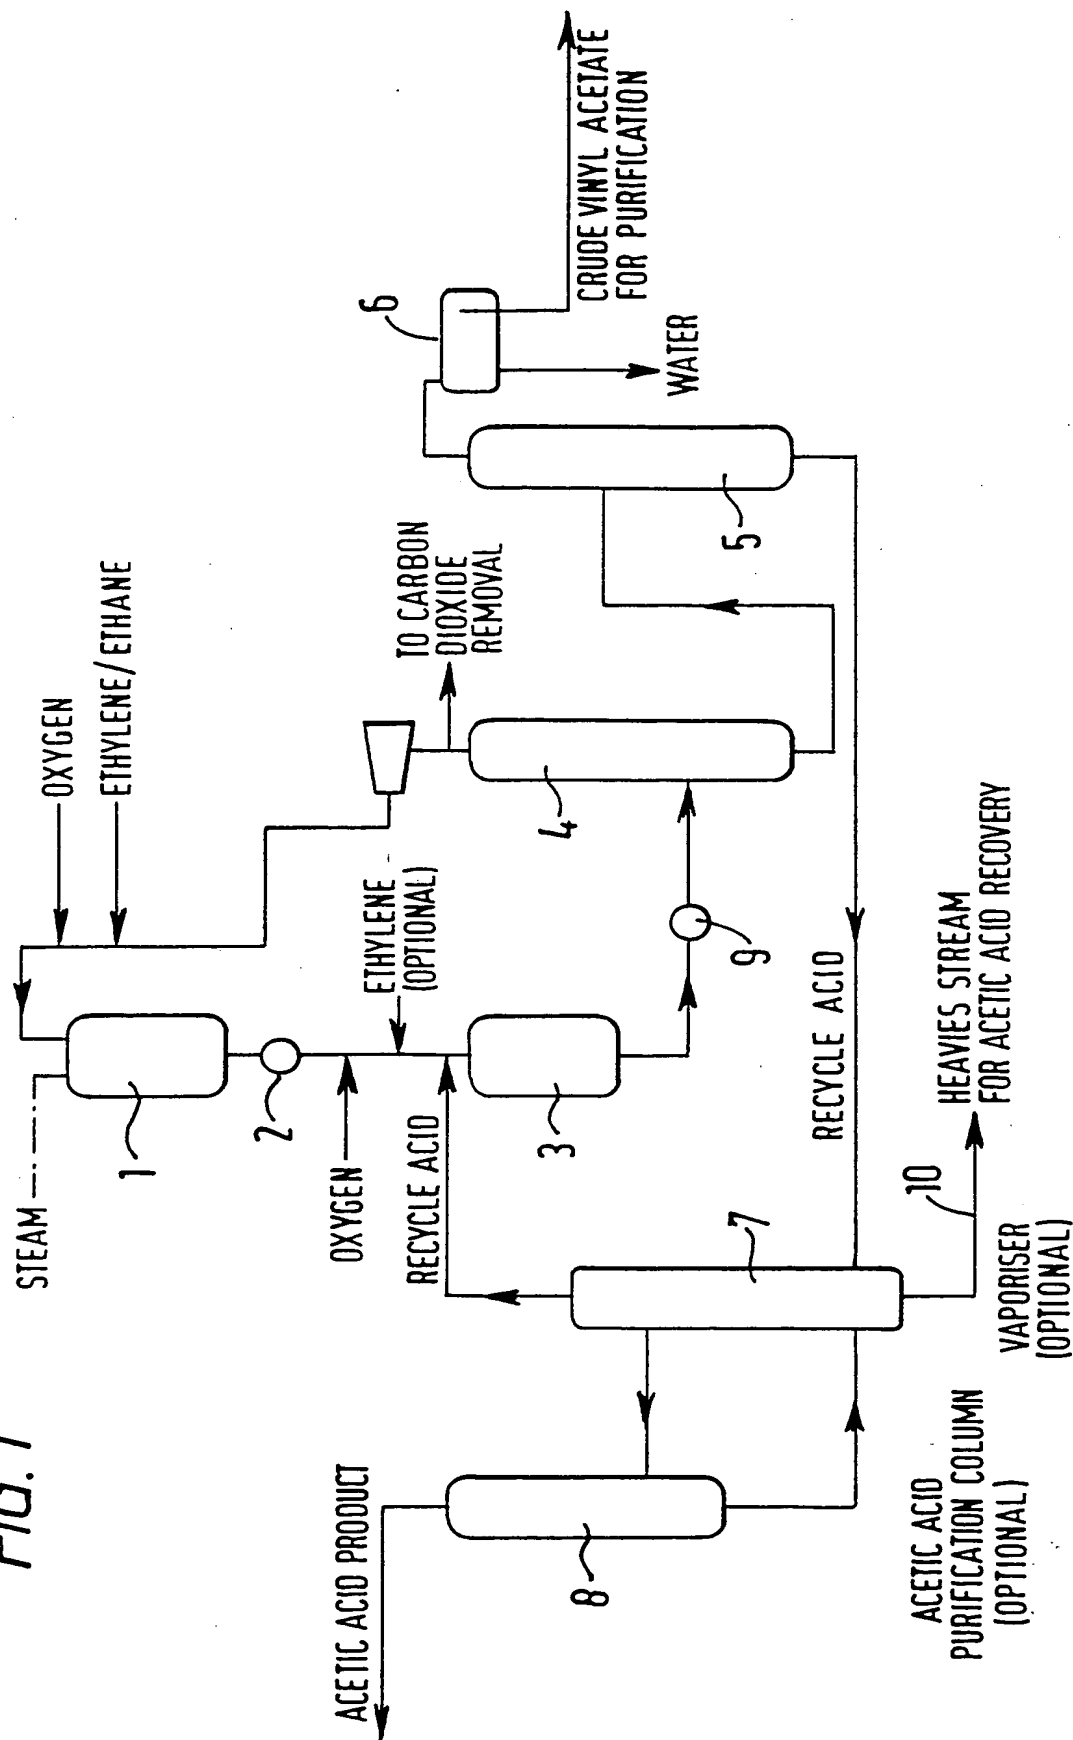 FIG. 1
STEAM
OXYGEN
ETHYLENE/ETHANE
1
2
OXYGEN
ETHYLENE
(OPTIONAL)
RECYCLE ACID
3
TO CARBON
DIOXIDE
REMOVAL
4
9
5
6
CRUDE VINYL ACETATE
FOR PURIFICATION
WATER
RECYCLE ACID
7
10
HEAVIES STREAM
FOR ACETIC ACID RECOVERY
VAPORISER
(OPTIONAL)
ACETIC ACID PRODUCT
8
ACETIC ACID
PURIFICATION COLUMN
(OPTIONAL)